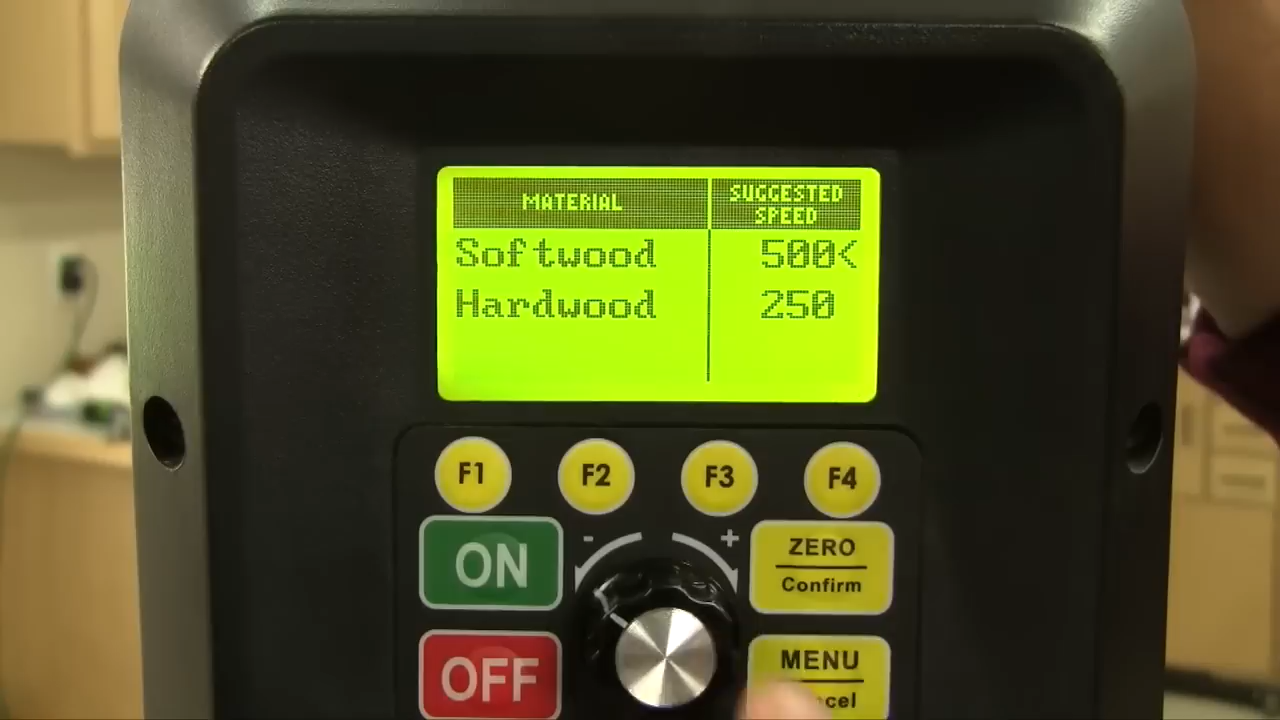 MATERIAL
SUGGESTED
SPEED
Softwood 500<
Hardwood 250
F1 F2 F3 F4
- +
ON
ZERO
Confirm
OFF
MENU